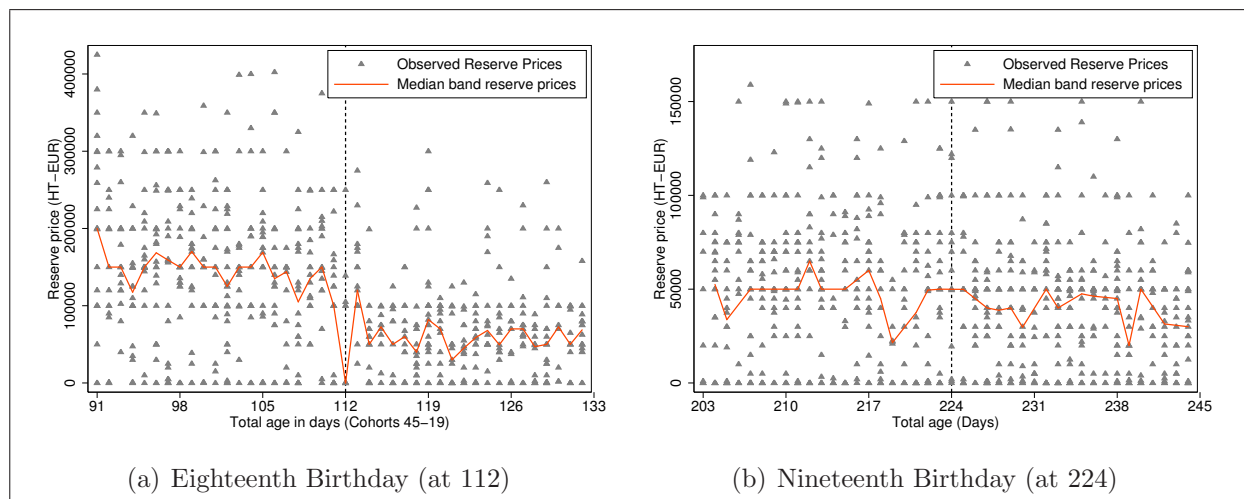 Observed Reserve Prices
Median band reserve prices
Reserve price (HT-EUR)
400000
300000
200000
100000
0
91 98 105 112 119 126 133
Total age in days (Cohorts 45-19)
(a) Eighteenth Birthday (at 112)
Observed Reserve Prices
Median band reserve prices
Reserve price (HT-EUR)
150000
100000
50000
0
203 210 217 224 231 238 245
Total age (Days)
(b) Nineteenth Birthday (at 224)